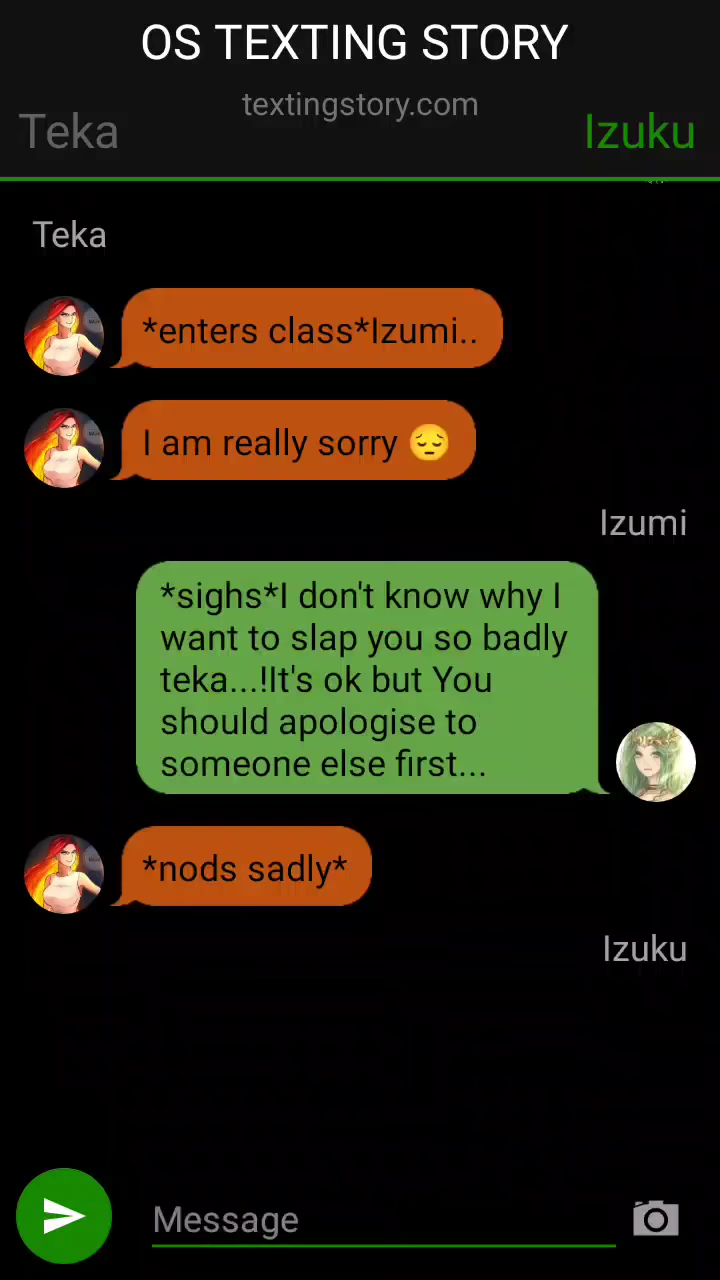 OS TEXTING STORY
textingstory.com
Teka
Izuku
Teka
*enters class*Izumi..
I am really sorry 😔
Izumi
*sighs*I don't know why I
want to slap you so badly
teka...!It's ok but You
should apologise to
someone else first...
*nods sadly*
Izuku
Message